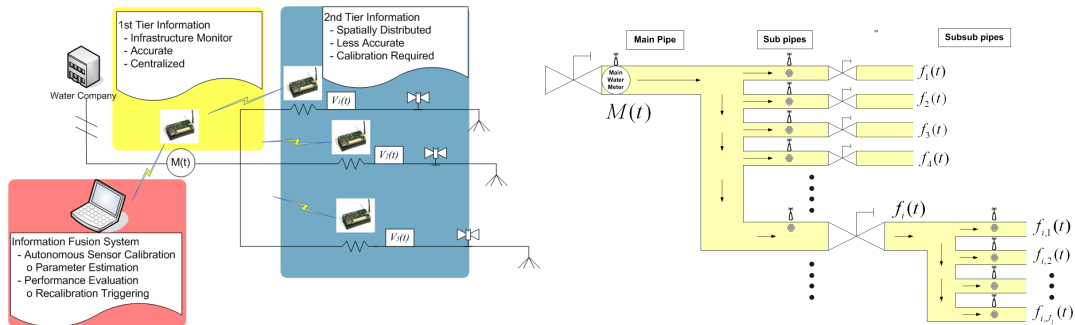 1st Tier Information
- Infrastructure Monitor
- Accurate
- Centralized
2nd Tier Information
- Spatially Distributed
- Less Accurate
- Calibration Required
Water Company
V1(t)
V2(t)
V3(t)
M(t)
Information Fusion System
- Autonomous Sensor Calibration
o Parameter Estimation
- Performance Evaluation
o Recalibration Triggering
Main Pipe
Sub pipes
"
Subsub pipes
Main
Water
Meter
M(t)
f1(t)
f2(t)
f3(t)
f4(t)
fi(t)
fi,1(t)
fi,2(t)
fi,Ji(t)